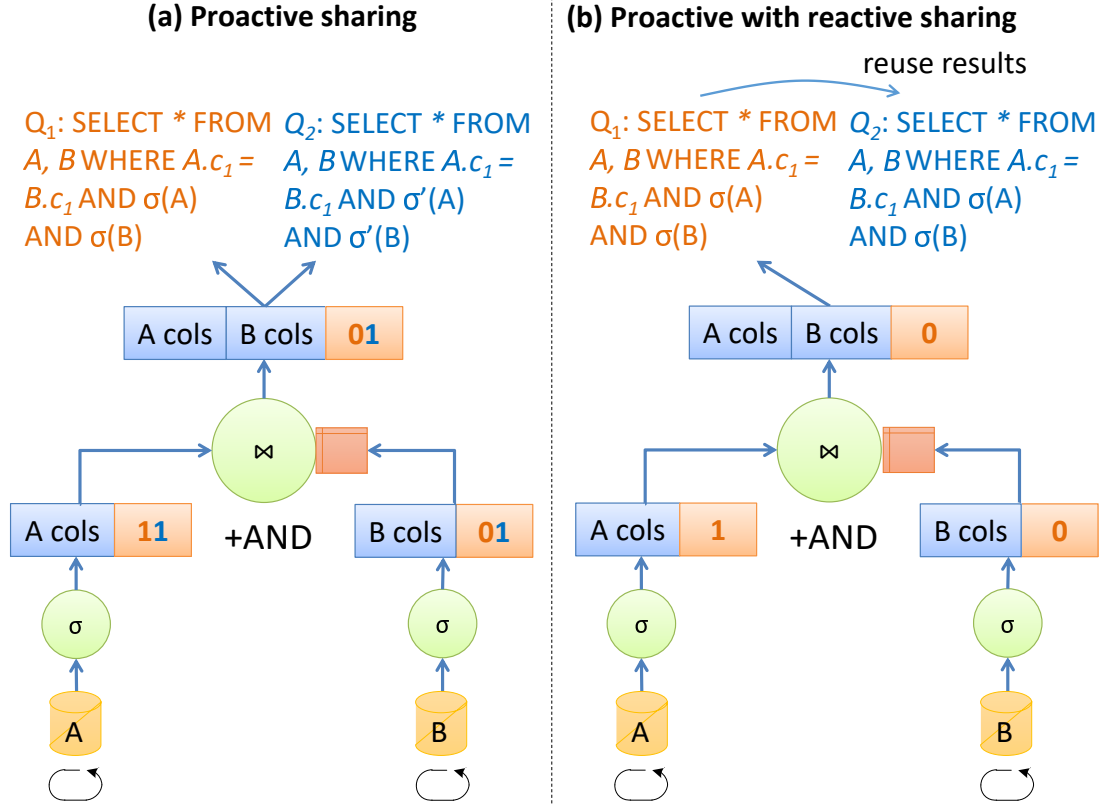 (a) Proactive sharing
Q₁: SELECT * FROM
A, B WHERE A.c₁ =
B.c₁ AND σ(A)
AND σ(B)
Q₂: SELECT * FROM
A, B WHERE A.c₁ =
B.c₁ AND σ’(A)
AND σ’(B)
A cols B cols 01
⋈
A cols 11
+AND
B cols 01
σ
σ
A
B
(b) Proactive with reactive sharing
reuse results
Q₁: SELECT * FROM
A, B WHERE A.c₁ =
B.c₁ AND σ(A)
AND σ(B)
Q₂: SELECT * FROM
A, B WHERE A.c₁ =
B.c₁ AND σ(A)
AND σ(B)
A cols B cols 0
⋈
A cols 1
+AND
B cols 0
σ
σ
A
B